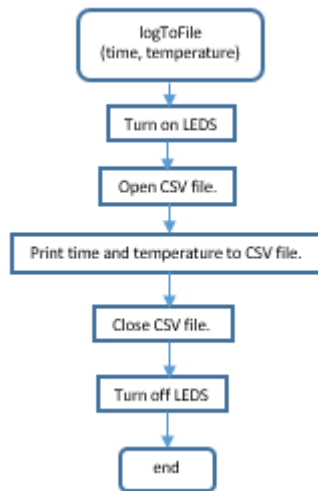 logToFile
(time, temperature)
Turn on LEDS
Open CSV file.
Print time and temperature to CSV file.
Close CSV file.
Turn off LEDS
end